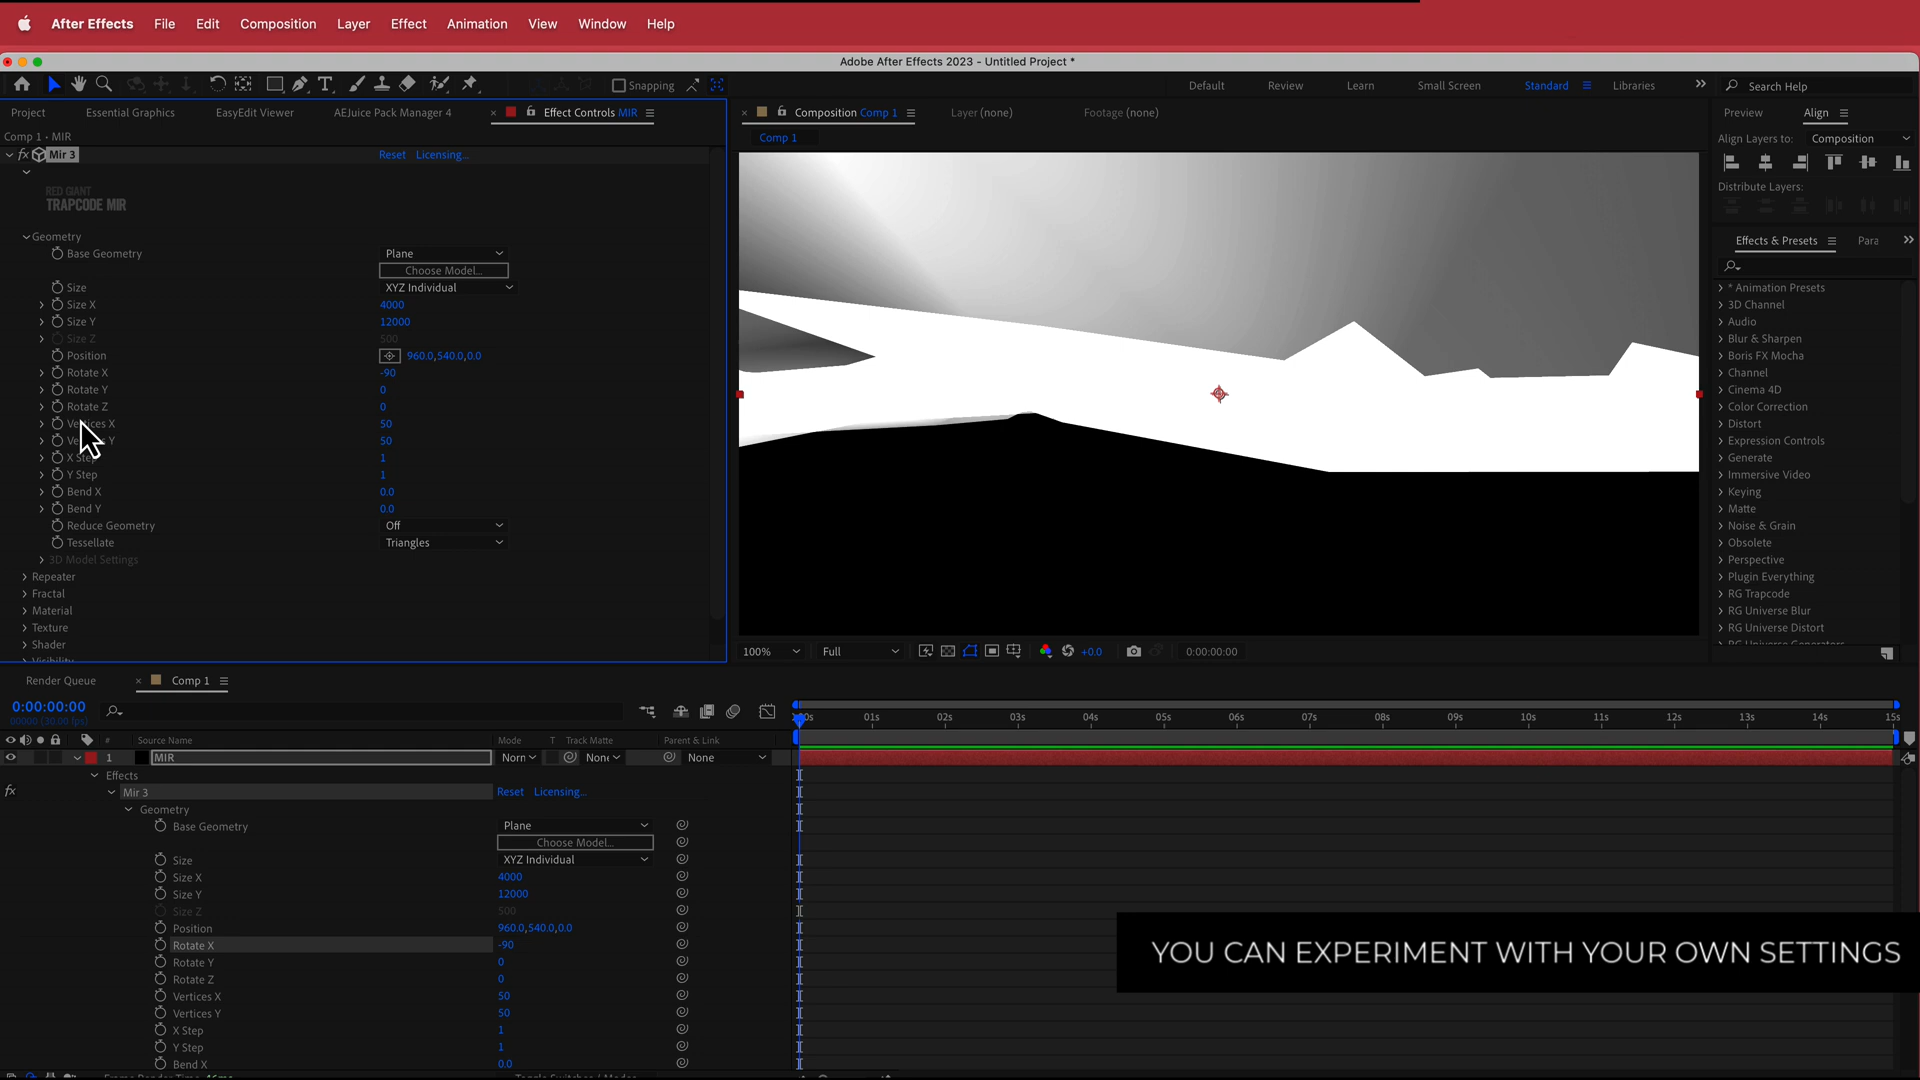 After Effects File Edit Composition Layer Effect Animation View Window Help
Adobe After Effects 2023 - Untitled Project *
Snapping Default Review Learn Small Screen Standard Libraries Search Help
Project Essential Graphics EasyEdit Viewer AEJuice Pack Manager 4 Effect Controls MIR
Composition Comp 1 Layer (none) Footage (none) Preview Align
Comp 1 • MIR
Comp 1
Align Layers to: Composition
fx Mir 3 Reset Licensing...
Distribute Layers:
RED GIANT
TRAPCODE MIR
Geometry
Base Geometry Plane
Choose Model...
Size XYZ Individual
Size X 4000
Size Y 12000
Size Z 500
Position 960.0,540.0,0.0
Rotate X -90
Rotate Y 0
Rotate Z 0
Vertices X 50
50
1
Y Step 1
Bend X 0.0
Bend Y 0.0
Reduce Geometry Off
Tessellate Triangles
3D Model Settings
Repeater
Fractal
Material
Texture
Shader
Visibility
Effects & Presets Para
* Animation Presets
3D Channel
Audio
Blur & Sharpen
Boris FX Mocha
Channel
Cinema 4D
Color Correction
Distort
Expression Controls
Generate
Immersive Video
Keying
Matte
Noise & Grain
Obsolete
Perspective
Plugin Everything
RG Trapcode
RG Universe Blur
RG Universe Distort
RG Universe Generators
100% Full +0.0 0:00:00:00
Render Queue Comp 1
0:00:00:00
00000 (30.00 fps)
01s 02s 03s 04s 05s 06s 07s 08s 09s 10s 11s 12s 13s 14s 15s
# Source Name Mode T Track Matte Parent & Link
1 MIR Norn None None
Effects
fx Mir 3 Reset Licensing...
Geometry
Base Geometry Plane
Choose Model...
Size XYZ Individual
Size X 4000
Size Y 12000
Size Z 500
Position 960.0,540.0,0.0
Rotate X -90
Rotate Y 0
Rotate Z 0
Vertices X 50
Vertices Y 50
X Step 1
Y Step 1
Bend X 0.0
YOU CAN EXPERIMENT WITH YOUR OWN SETTINGS